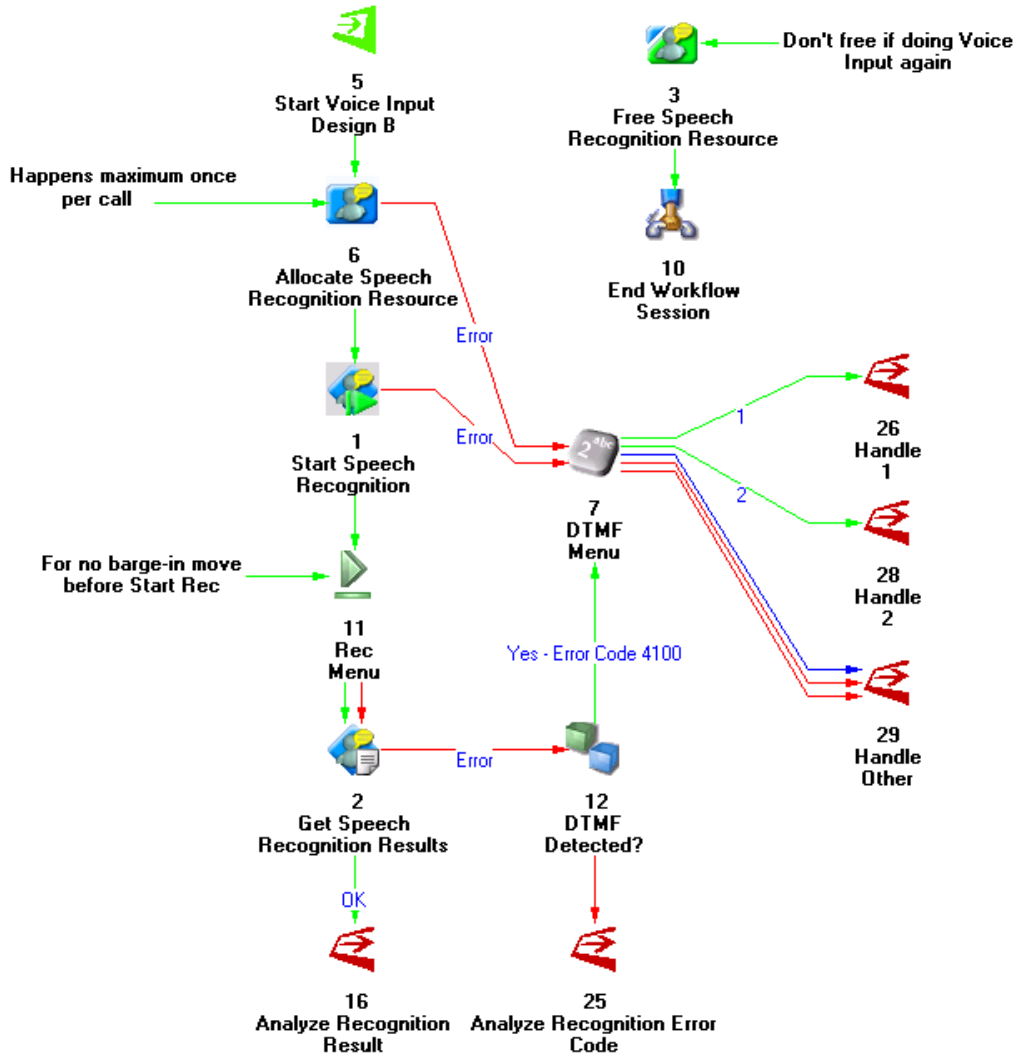 5
Start Voice Input
Design B
Don't free if doing Voice
Input again
3
Free Speech
Recognition Resource
Happens maximum once
per call
6
Allocate Speech
Recognition Resource
10
End Workflow
Session
Error
1
Start Speech
Recognition
Error
2abc
7
DTMF
Menu
1
26
Handle
1
2
28
Handle
2
For no barge-in move
before Start Rec
11
Rec
Menu
Yes - Error Code 4100
29
Handle
Other
Error
2
Get Speech
Recognition Results
12
DTMF
Detected?
OK
16
Analyze Recognition
Result
25
Analyze Recognition Error
Code